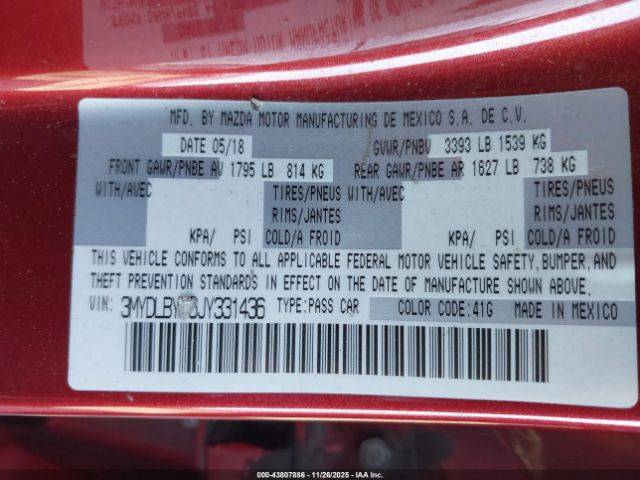 MFD. BY MAZDA MOTOR MANUFACTURING DE MEXICO S.A. DE C.V.
DATE 05/18 GVWR/PNBV 3393 LB 1539 KG
FRONT GAWR/PNBE AV 1795 LB 814 KG REAR GAWR/PNBE AR 1627 LB 738 KG
WITH/AVEC TIRES/PNEUS WITH/AVEC TIRES/PNEUS
RIMS/JANTES RIMS/JANTES
KPA/ PSI COLD/A FROID KPA/ PSI COLD/A FROID
THIS VEHICLE CONFORMS TO ALL APPLICABLE FEDERAL MOTOR VEHICLE SAFETY, BUMPER, AND
THEFT PREVENTION STANDARDS IN EFFECT ON THE DATE OF MANUFACTURE SHOWN ABOVE.
VIN: TYPE: PASS CAR COLOR CODE: 41G MADE IN MEXICO
000-43807886 - 11/26/2025 - IAAI, Inc.